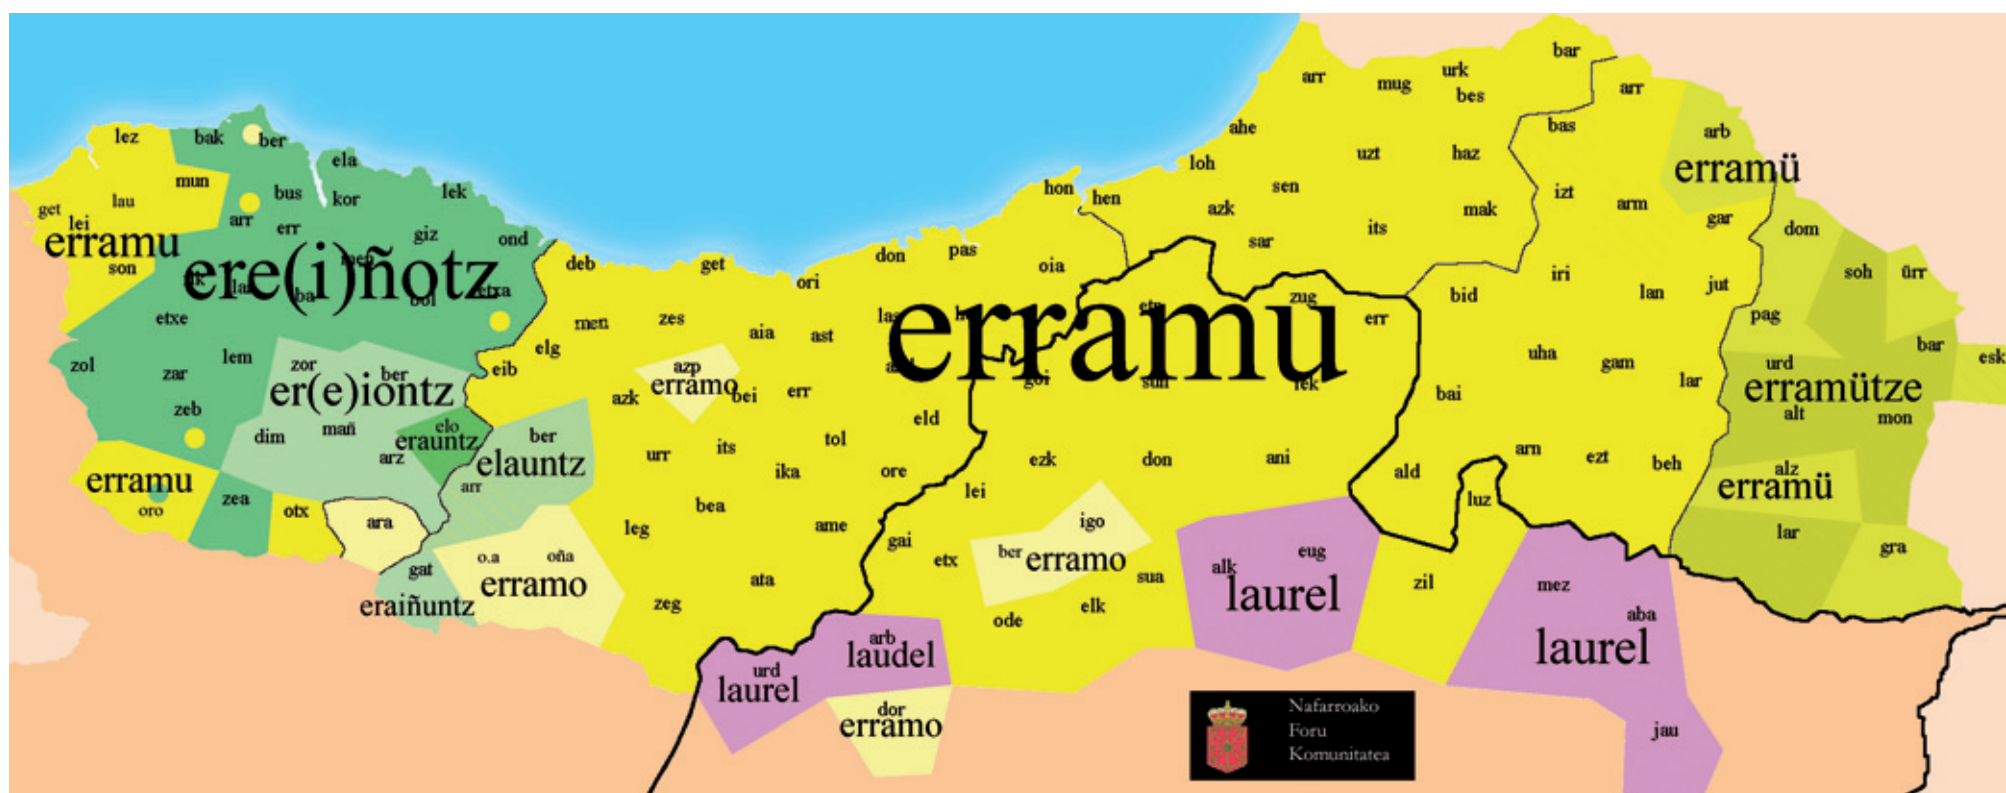 bar
arr
mug
urk
bes
arr
lez
bak
ber
ahe
bas
arb
ela
loh
uzt
haz
erramü
mun
bus
kor
lek
hon
hen
sen
izt
get
lau
lei
arr
err
azk
mak
arm
gar
erramu
giz
ond
sar
its
dom
son
ere(i)ñotz
etxa
deb
get
ori
don
pas
oia
iri
lan
jut
soh
ürr
etxe
men
zes
aia
ast
erramu
zug
err
bid
pag
zol
zar
lem
zor
ber
eib
elg
azp
erramo
bei
err
uha
gam
lar
urd
bar
esk
er(e)iontz
zeb
dim
mañ
arz
elo
erauntz
azk
eld
bai
erramütze
alt
mon
ber
elauntz
arr
urr
its
tol
ika
ore
ezk
don
ani
ald
arn
ezt
beh
alz
erramü
erramu
oro
zea
otx
ara
leg
bea
ame
lei
igo
luz
lar
gra
gat
eraiñuntz
o.a
oña
erramo
zeg
ata
gai
etx
ber
erramo
sua
ode
elk
alk
eug
laurel
zil
mez
aba
laurel
jau
urd
laurel
arb
laudel
dor
erramo
Nafarroako
Foru
Komunitatea